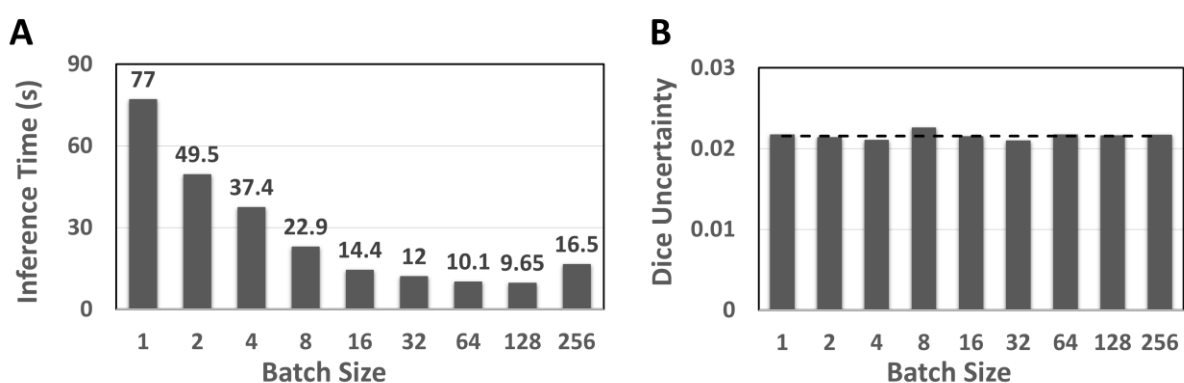 A
Inference Time (s)
90
60
30
0
77
49.5
37.4
22.9
14.4
12
10.1
9.65
16.5
1 2 4 8 16 32 64 128 256
Batch Size
B
Dice Uncertainty
0.03
0.02
0.01
0
1 2 4 8 16 32 64 128 256
Batch Size